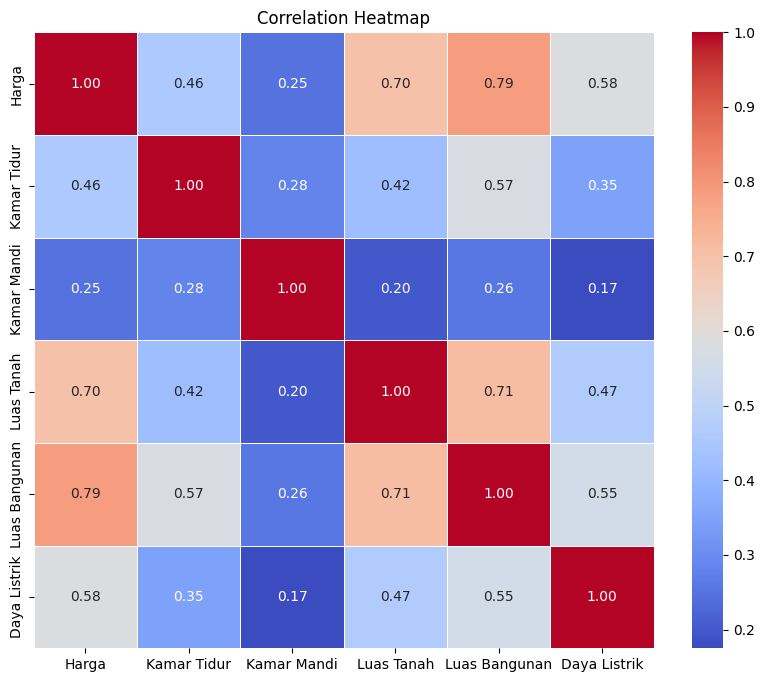 Correlation Heatmap
Harga 1.00 0.46 0.25 0.70 0.79 0.58
Kamar Tidur 0.46 1.00 0.28 0.42 0.57 0.35
Kamar Mandi 0.25 0.28 1.00 0.20 0.26 0.17
Luas Tanah 0.70 0.42 0.20 1.00 0.71 0.47
Luas Bangunan 0.79 0.57 0.26 0.71 1.00 0.55
Daya Listrik 0.58 0.35 0.17 0.47 0.55 1.00
Harga Kamar Tidur Kamar Mandi Luas Tanah Luas Bangunan Daya Listrik
1.0
0.9
0.8
0.7
0.6
0.5
0.4
0.3
0.2